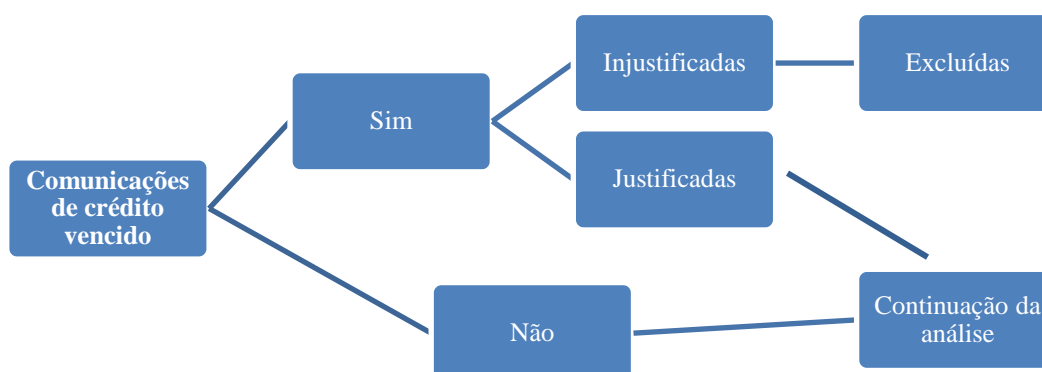 Injustificadas
Excluídas
Sim
Justificadas
Comunicações
de crédito
vencido
Não
Continuação da
análise